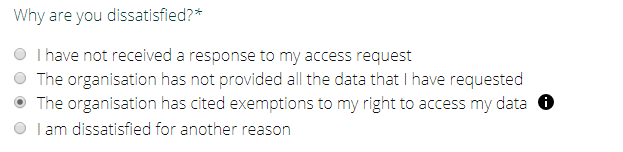 Why are you dissatisfied?*
I have not received a response to my access request
The organisation has not provided all the data that I have requested
The organisation has cited exemptions to my right to access my data i
I am dissatisfied for another reason